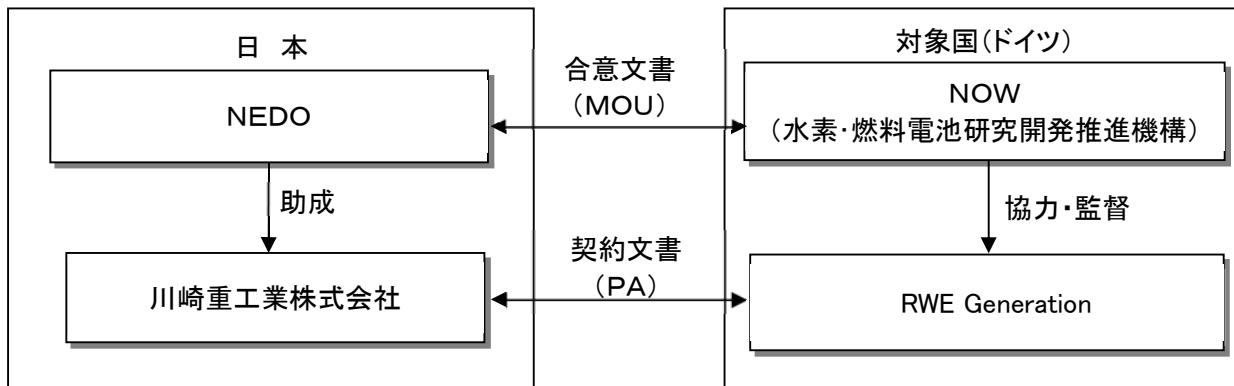 日 本
NEDO
助成
川崎重工業株式会社
合意文書
(MOU)
契約文書
(PA)
対象国(ドイツ)
NOW
(水素・燃料電池研究開発推進機構)
協力・監督
RWE Generation